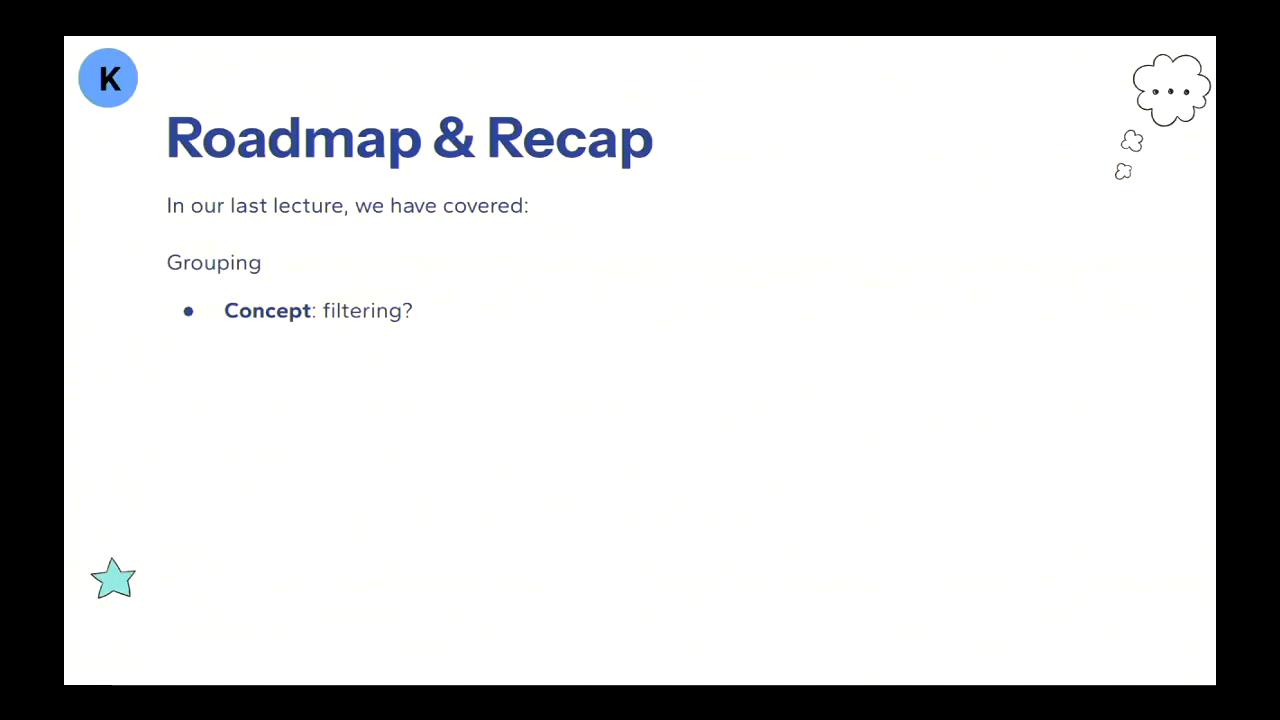 K
Roadmap & Recap
In our last lecture, we have covered:
Grouping
● Concept: filtering?